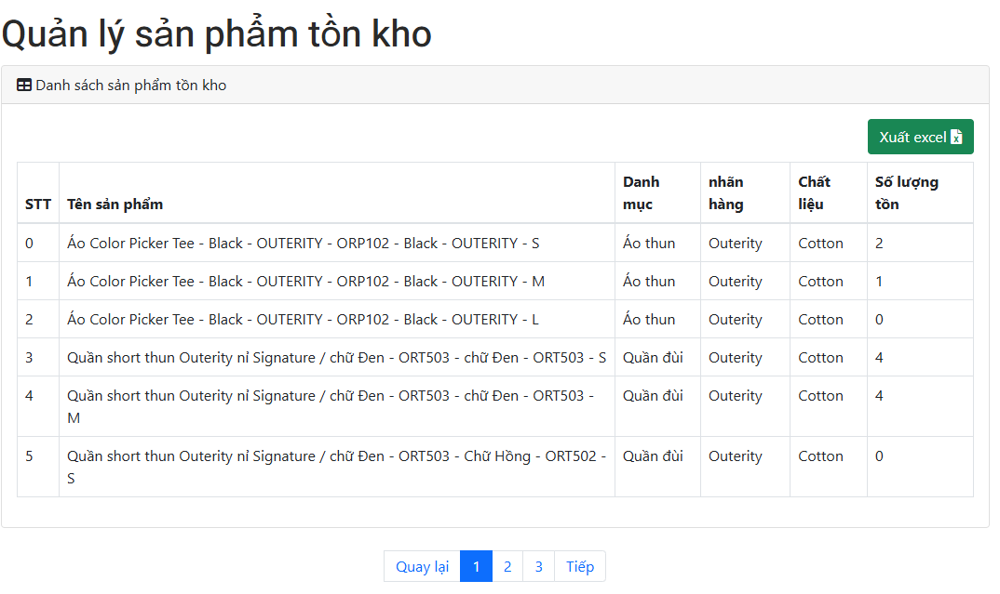 Quản lý sản phẩm tồn kho
Danh sách sản phẩm tồn kho
Xuất excel
STT Tên sản phẩm Danh mục nhãn hàng Chất liệu Số lượng tồn
0 Áo Color Picker Tee - Black - OUTERITY - ORP102 - Black - OUTERITY - S Áo thun Outerity Cotton 2
1 Áo Color Picker Tee - Black - OUTERITY - ORP102 - Black - OUTERITY - M Áo thun Outerity Cotton 1
2 Áo Color Picker Tee - Black - OUTERITY - ORP102 - Black - OUTERITY - L Áo thun Outerity Cotton 0
3 Quần short thun Outerity nỉ Signature / chữ Đen - ORT503 - chữ Đen - ORT503 - S Quần đùi Outerity Cotton 4
4 Quần short thun Outerity nỉ Signature / chữ Đen - ORT503 - chữ Đen - ORT503 - Quần đùi Outerity Cotton 4
M
5 Quần short thun Outerity nỉ Signature / chữ Đen - ORT503 - Chữ Hồng - ORT502 - Quần đùi Outerity Cotton 0
S
Quay lại 1 2 3 Tiếp